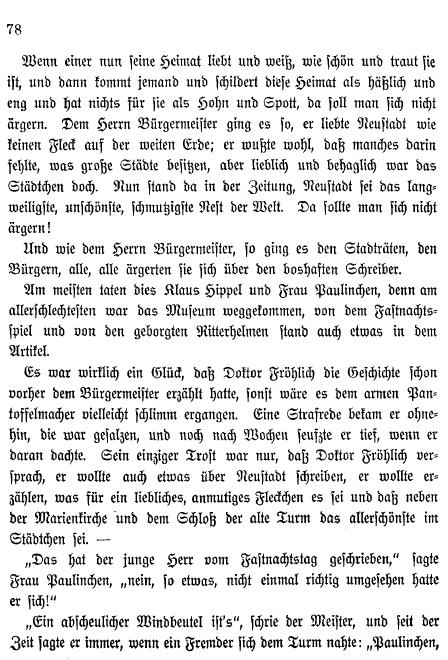 78
Wenn einer nun seine Heimat liebt und weiß, wie schön und traut sie
ist, und dann kommt jemand und schildert diese Heimat als häßlich und
eng und hat nichts für sie als Hohn und Spott, da soll man sich nicht
ärgern. Dem Herrn Bürgermeister ging es so, er liebte Neustadt wie
keinen Fleck auf der weiten Erde; er wußte wohl, daß manches darin
fehlte, was große Städte besitzen, aber lieblich und behaglich war das
Städtchen doch. Nun stand da in der Zeitung, Neustadt sei das lang-
weiligste, unschönste, schmutzigste Nest der Welt. Da sollte man sich nicht
ärgern!
Und wie dem Herrn Bürgermeister, so ging es den Stadträten, den
Bürgern, alle, alle ärgerten sie sich über den boshaften Schreiber.
Am meisten taten dies Klaus Hippel und Frau Paulinchen, denn am
allerschlechtesten war das Museum weggekommen, von dem Fastnachts-
spiel und von den geborgten Ritterhelmen stand auch etwas in dem
Artikel.
Es war wirklich ein Glück, daß Doktor Fröhlich die Geschichte schon
vorher dem Bürgermeister erzählt hatte, sonst wäre es dem armen Pan-
toffelmacher vielleicht schlimm ergangen. Eine Strafrede bekam er ohne-
hin, die war gesalzen, und noch nach Wochen seufzte er tief, wenn er
daran dachte. Sein einziger Trost war nur, daß Doktor Fröhlich ver-
sprach, er wollte auch etwas über Neustadt schreiben, er wollte er-
zählen, was für ein liebliches, anmutiges Fleckchen es sei und daß neben
der Marienkirche und dem Schloß der alte Turm das allerschönste im
Städtchen sei. —
„Das hat der junge Herr vom Fastnachtstag geschrieben,“ sagte
Frau Paulinchen, „nein, so etwas, nicht einmal richtig umgesehen hatte
er sich!“
„Ein abscheulicher Windbeutel ist's“, schrie der Meister, und seit der
Zeit sagte er immer, wenn ein Fremder sich dem Turm nahte: „Paulinchen,